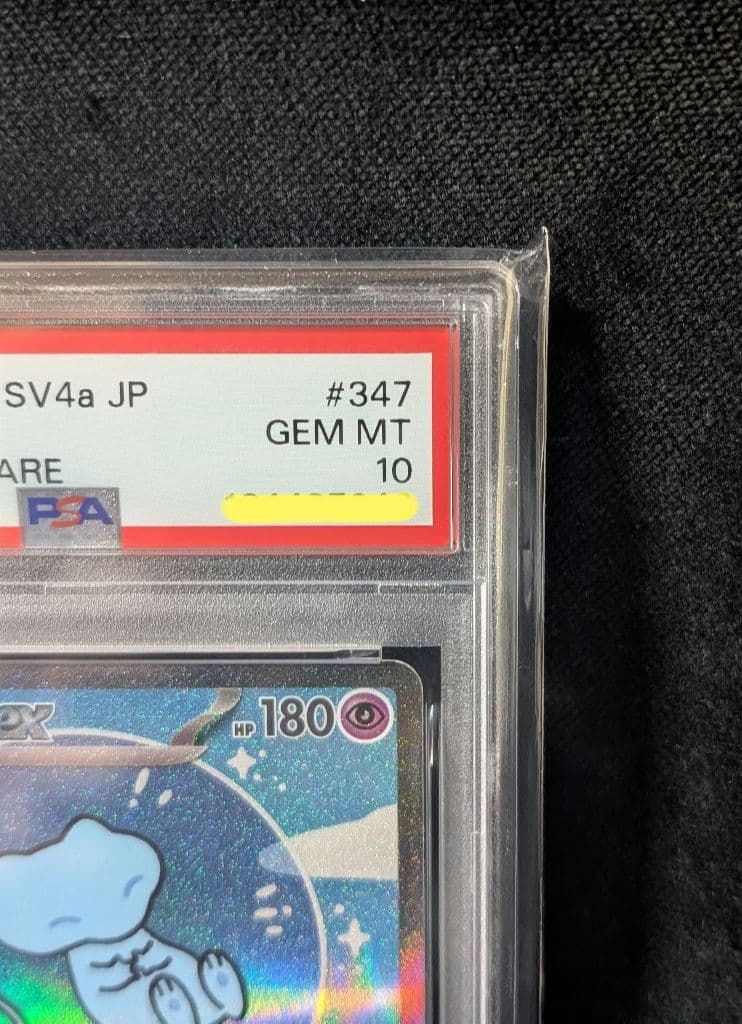 SV4a JP #347
GEM MT
ARE 10
PSA
ex HP 180